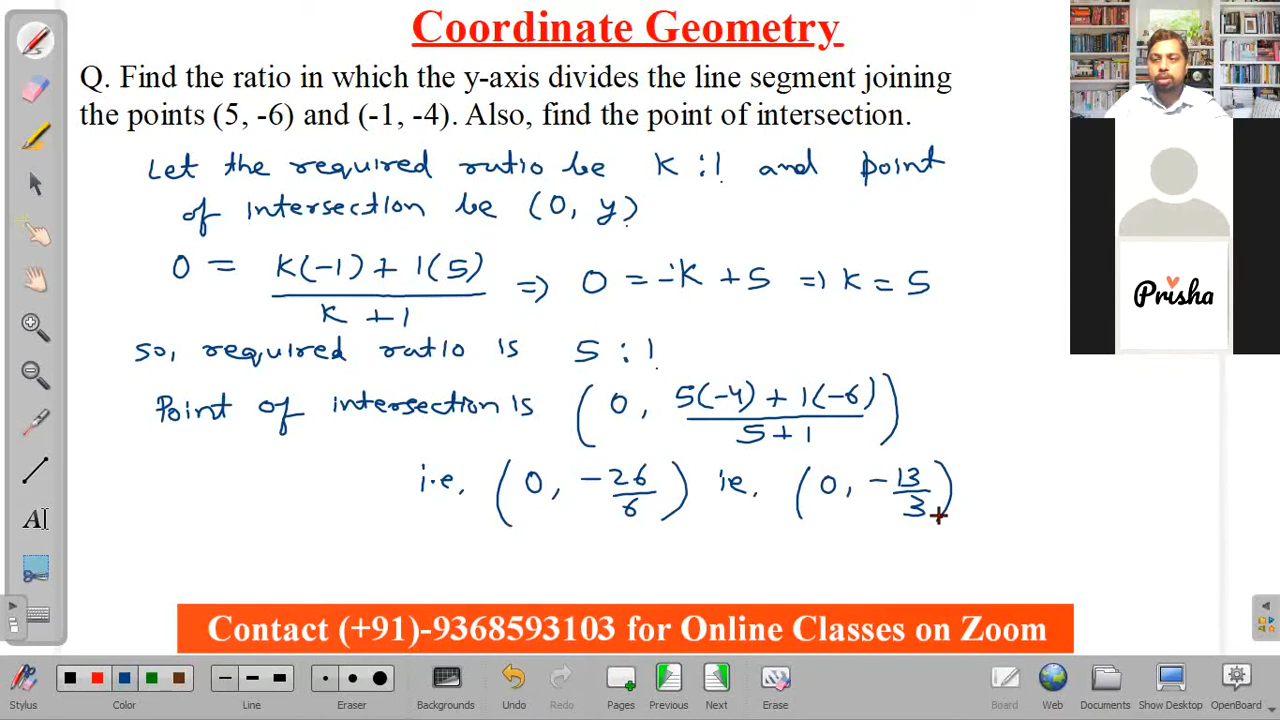 Coordinate Geometry
Q. Find the ratio in which the y-axis divides the line segment joining
the points (5, -6) and (-1, -4). Also, find the point of intersection.
Let the required ratio be K : 1 and point
of intersection be (0, y)
0 = K(-1) + 1(5) / K + 1 => 0 = -K + 5 => K = 5
So, required ratio is 5 : 1
Point of intersection is (0, 5(-4) + 1(-6) / 5 + 1)
i.e. (0, -26/6) ie. (0, -13/3)
Prisha
Contact (+91)-9368593103 for Online Classes on Zoom
Stylus Color Line Eraser Backgrounds Undo Redo Pages Previous Next Erase Board Web Documents Show Desktop OpenBoard